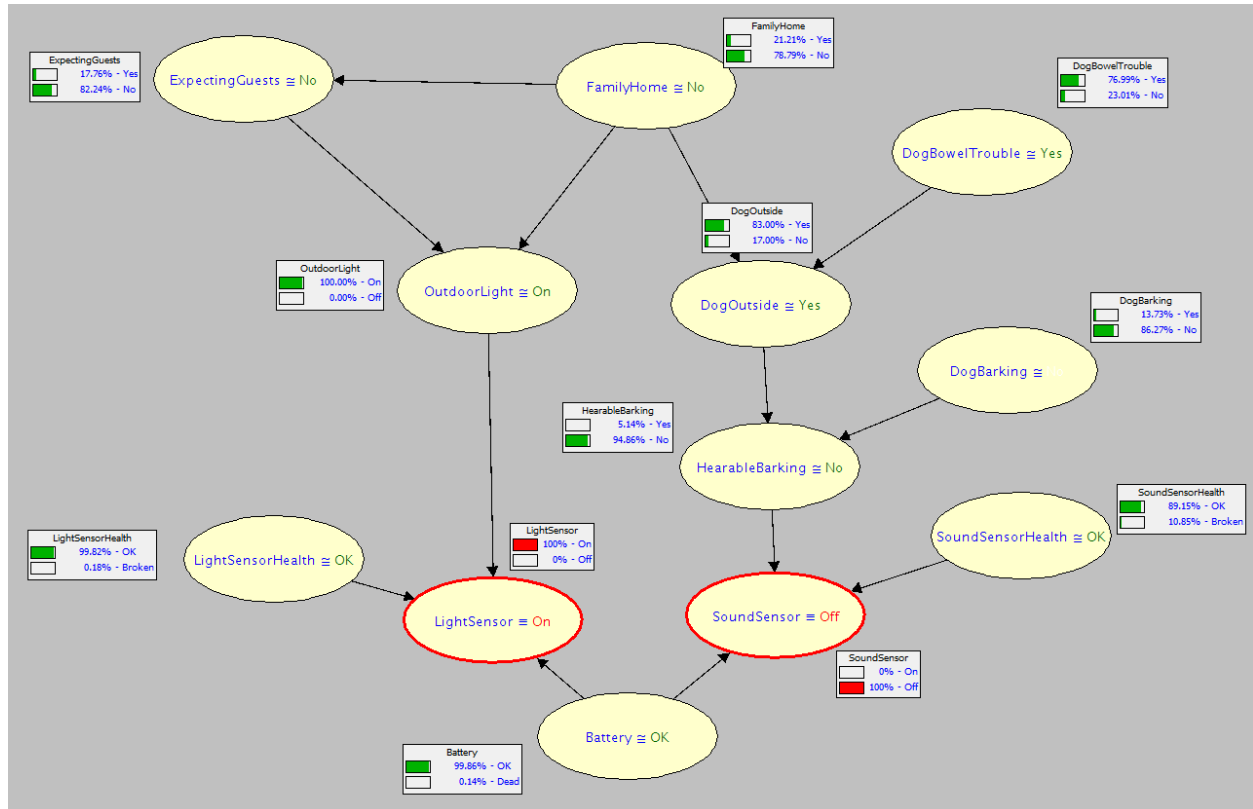 FamilyHome
21.21% - Yes
78.79% - No
ExpectingGuests
17.76% - Yes
82.24% - No
ExpectingGuests ≅ No
FamilyHome ≅ No
DogBowelTrouble
76.99% - Yes
23.01% - No
DogBowelTrouble ≅ Yes
DogOutside
83.00% - Yes
17.00% - No
OutdoorLight
100.00% - On
0.00% - Off
OutdoorLight ≅ On
DogOutside ≅ Yes
DogBarking
13.73% - Yes
86.27% - No
DogBarking ≅
HearableBarking
5.14% - Yes
94.86% - No
HearableBarking ≅ No
SoundSensorHealth
89.15% - OK
10.85% - Broken
LightSensorHealth
99.82% - OK
0.18% - Broken
LightSensorHealth ≅ OK
LightSensor
100% - On
0% - Off
SoundSensorHealth ≅ OK
LightSensor ≡ On
SoundSensor ≡ Off
SoundSensor
0% - On
100% - Off
Battery ≅ OK
Battery
99.86% - OK
0.14% - Dead